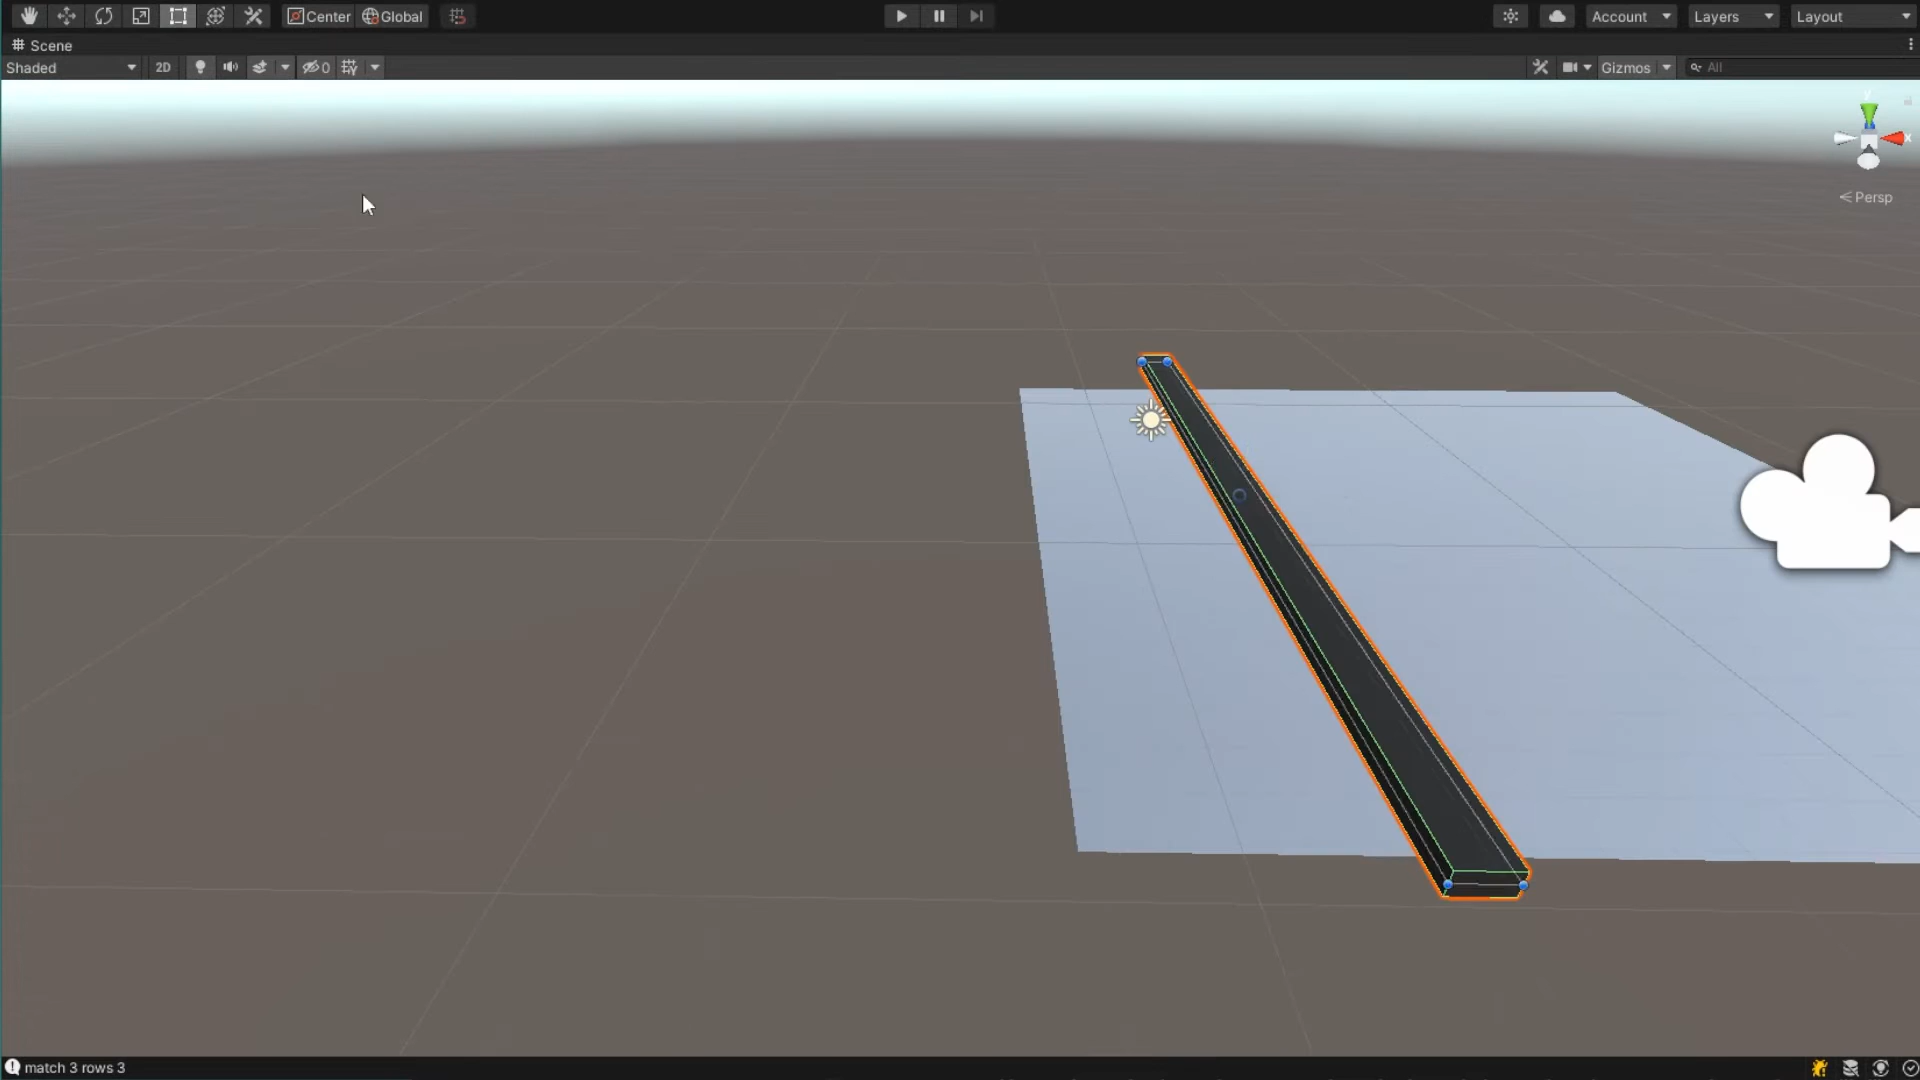 Center Global Account Layers Layout
Scene
Shaded 2D 0 Gizmos All
y
x
Persp
match 3 rows 3